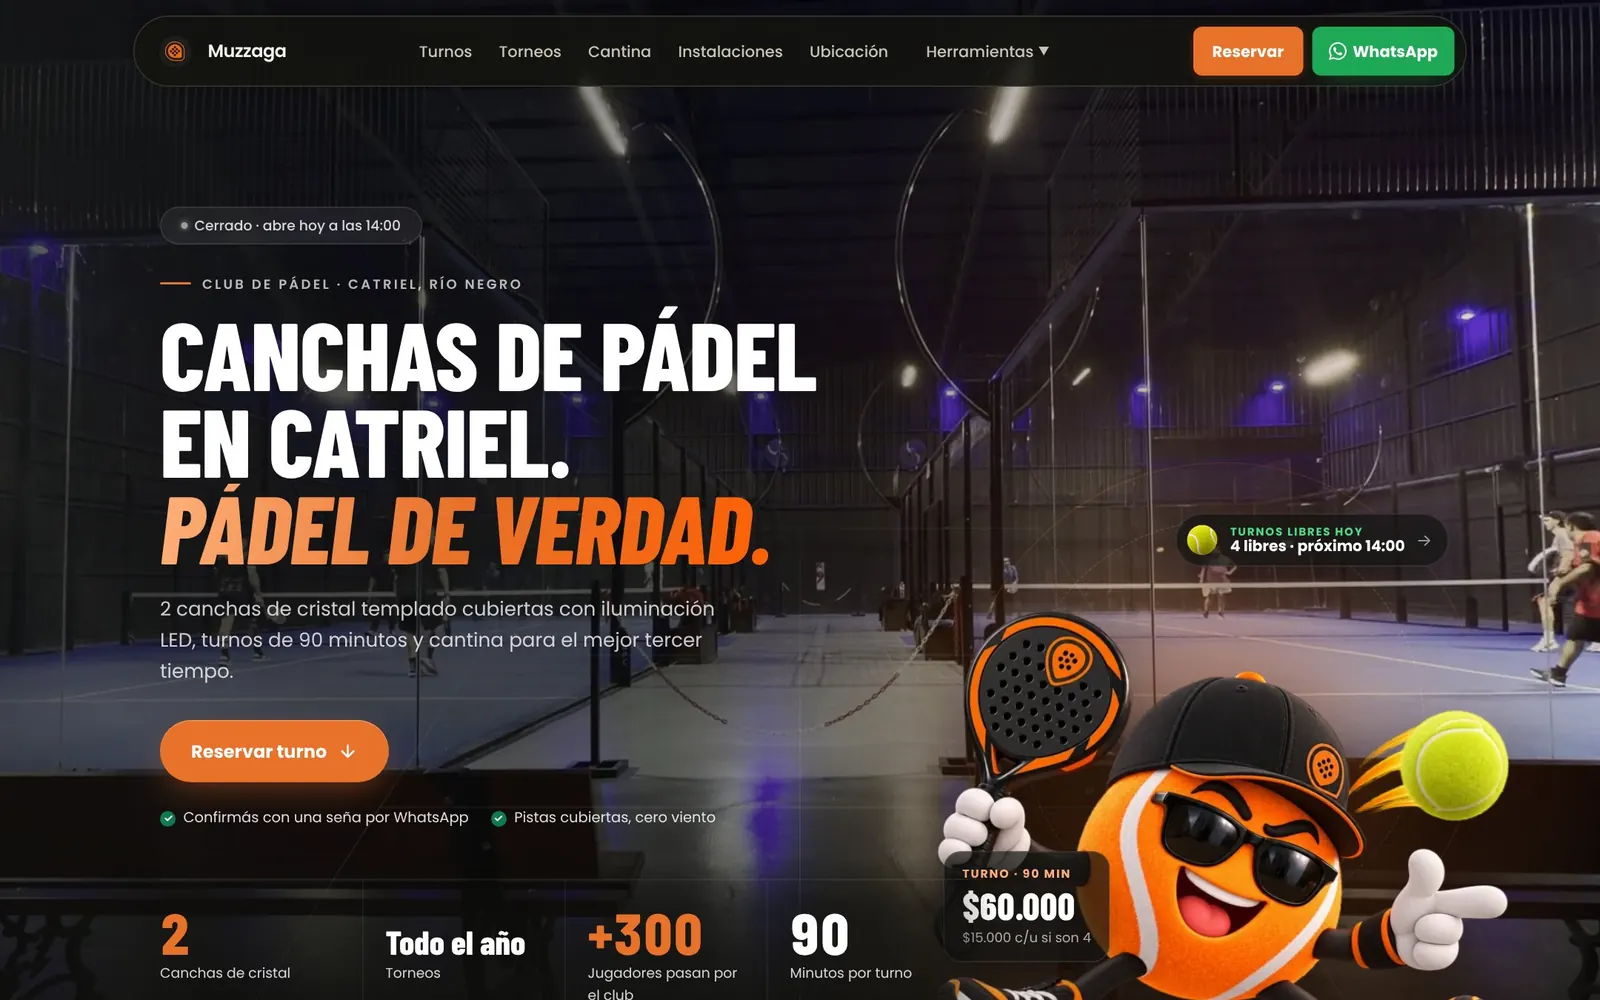 Muzzaga
Turnos
Torneos
Cantina
Instalaciones
Ubicación
Herramientas ▼
Reservar
WhatsApp
Cerrado · abre hoy a las 14:00
CLUB DE PÁDEL · CATRIEL, RÍO NEGRO
CANCHAS DE PÁDEL
EN CATRIEL.
PÁDEL DE VERDAD.
2 canchas de cristal templado cubiertas con iluminación
LED, turnos de 90 minutos y cantina para el mejor tercer
tiempo.
Reservar turno ↓
Confirmás con una seña por WhatsApp
Pistas cubiertas, cero viento
TURNOS LIBRES HOY
4 libres · próximo 14:00 →
TURNO · 90 MIN
$60.000
$15.000 c/u si son 4
2
Canchas de cristal
Todo el año
Torneos
+300
Jugadores pasan por
el club
90
Minutos por turno